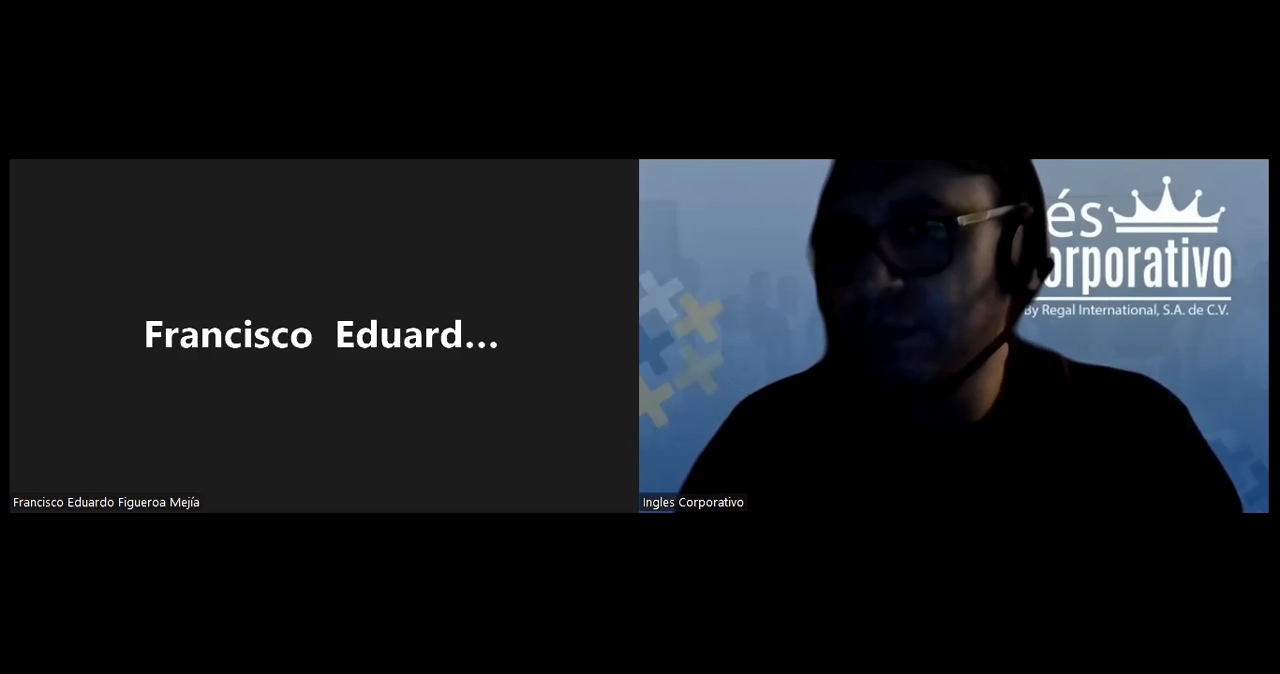 Francisco Eduard...
Francisco Eduardo Figueroa Mejía
és
orporativo
By Regal International, S.A. de C.V.
Ingles Corporativo